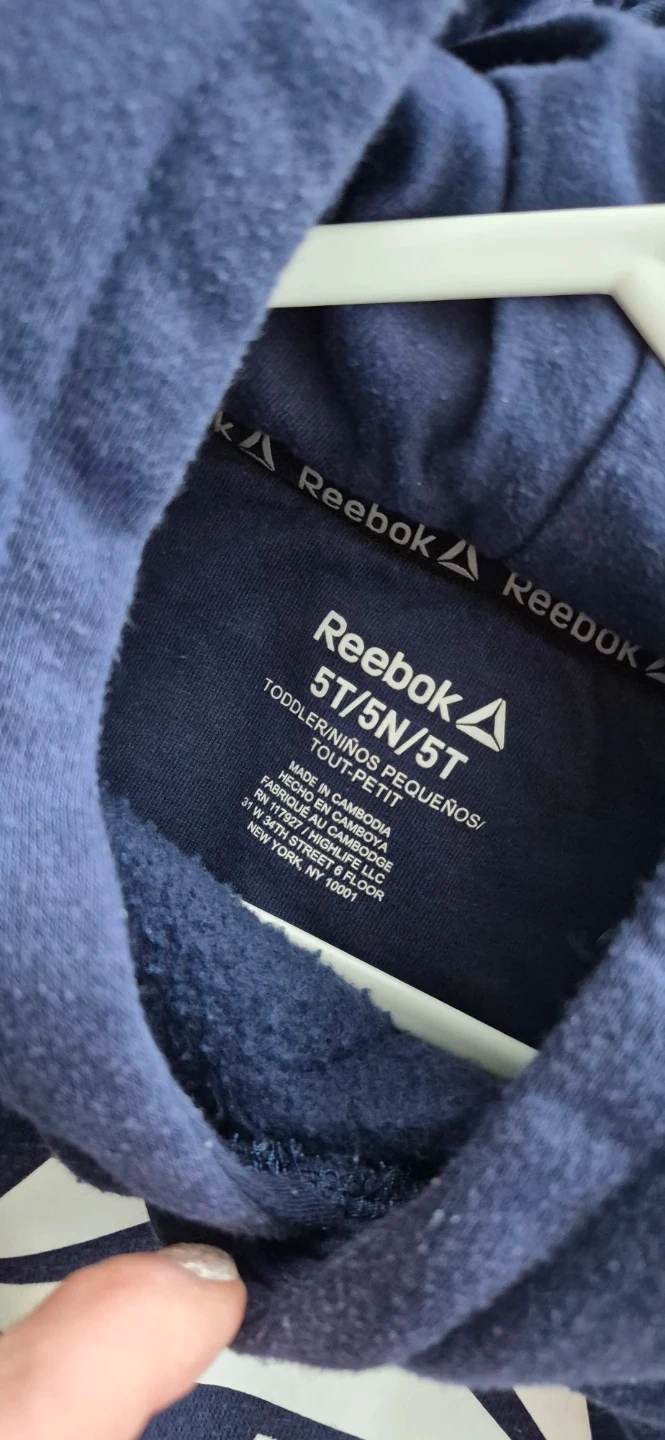 k
Reebok
Reebok
Reebok
5T/5N/5T
TODDLER/NIÑOS PEQUEÑOS/
TOUT-PETIT
MADE IN CAMBODIA
HECHO EN CAMBOYA
FABRIQUÉ AU CAMBODGE
RN 117927 / HIGHLIFE LLC
31 W 34TH STREET 6 FLOOR
NEW YORK, NY 10001